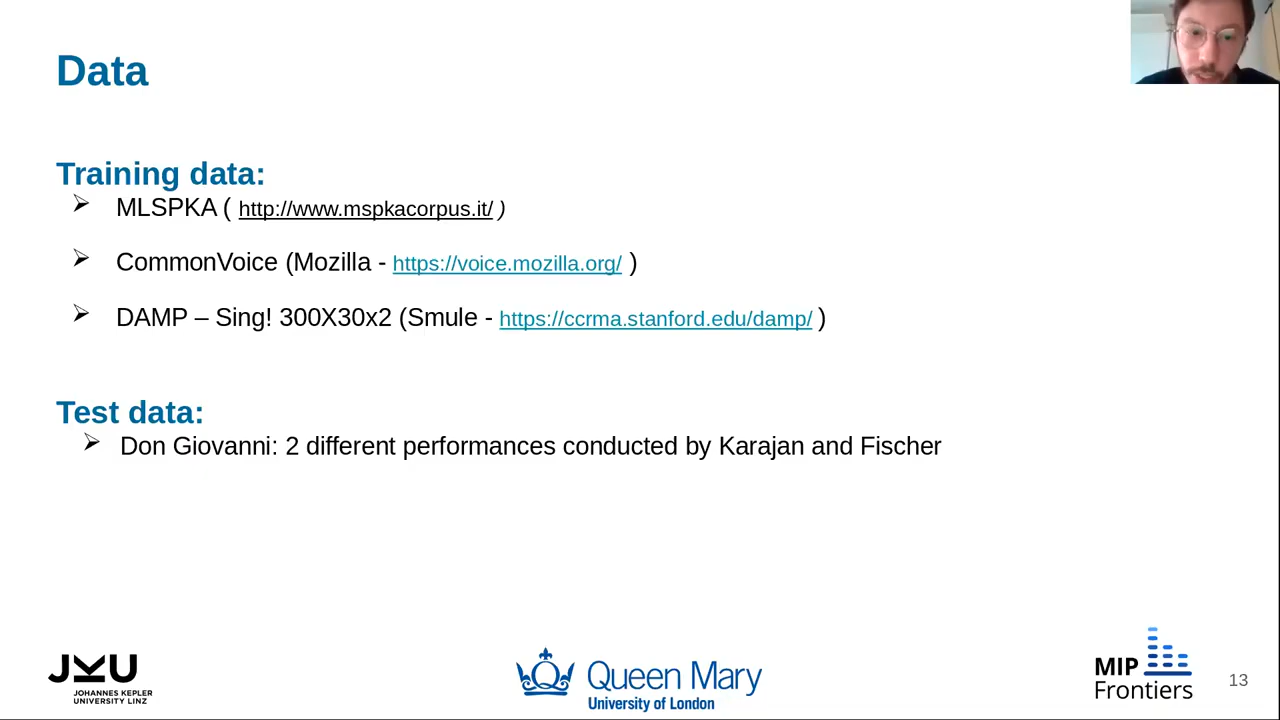 Data
Training data:
MLSPKA ( http://www.mspkacorpus.it/ )
CommonVoice (Mozilla - https://voice.mozilla.org/ )
DAMP – Sing! 300X30x2 (Smule - https://ccrma.stanford.edu/damp/ )
Test data:
Don Giovanni: 2 different performances conducted by Karajan and Fischer
JKU
JOHANNES KEPLER
UNIVERSITY LINZ
Queen Mary
University of London
MIP
Frontiers
13